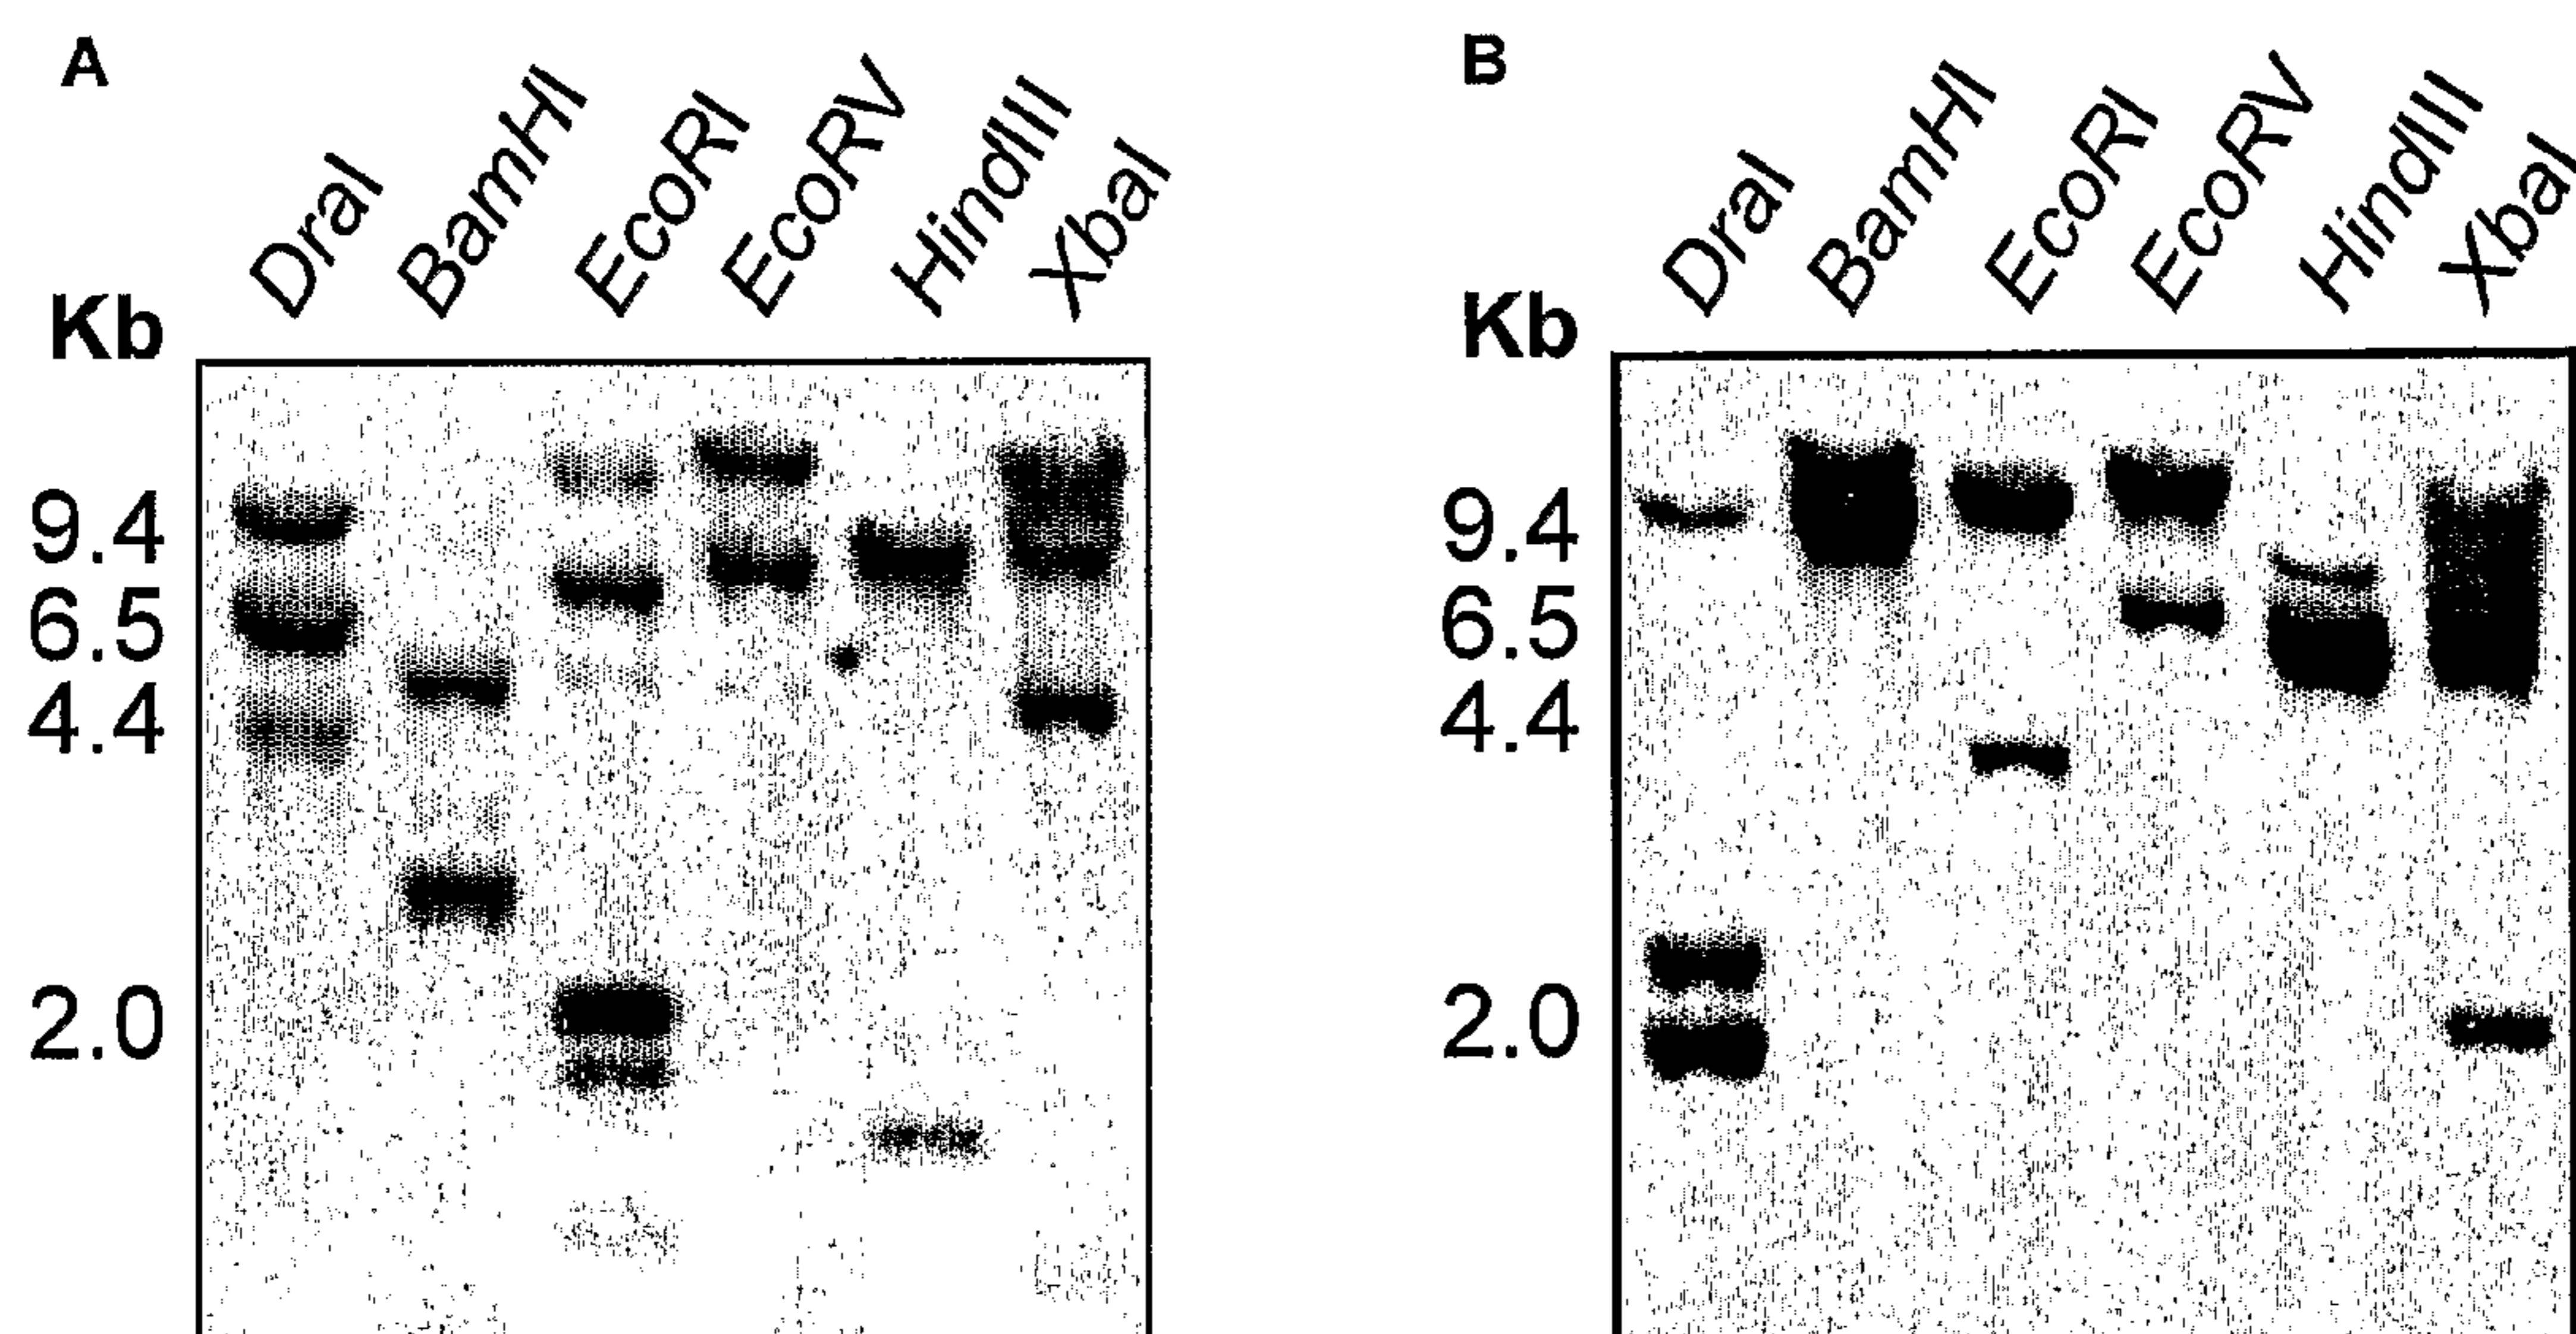 A
DraI BamHI EcoRI EcoRV HindIII XbaI
Kb
9.4
6.5
4.4
2.0
B
DraI BamHI EcoRI EcoRV HindIII XbaI
Kb
9.4
6.5
4.4
2.0